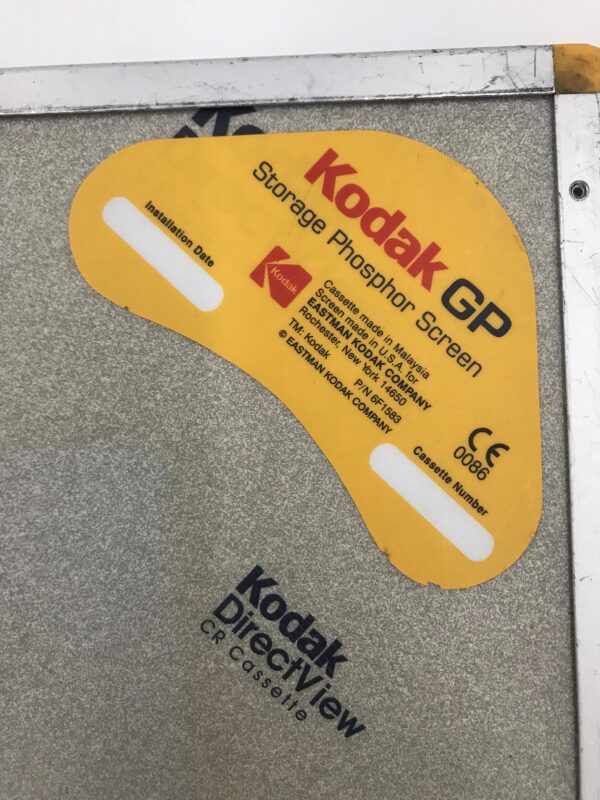 Kodak GP
Storage Phosphor Screen
Installation Date
Kodak
Cassette made in Malaysia
Screen made in U.S.A. for
EASTMAN KODAK COMPANY
Rochester, New York 14650
TM: Kodak P/N 6F1583
© EASTMAN KODAK COMPANY
CE
0086
Cassette Number
Kodak
DirectView
CR Cassette